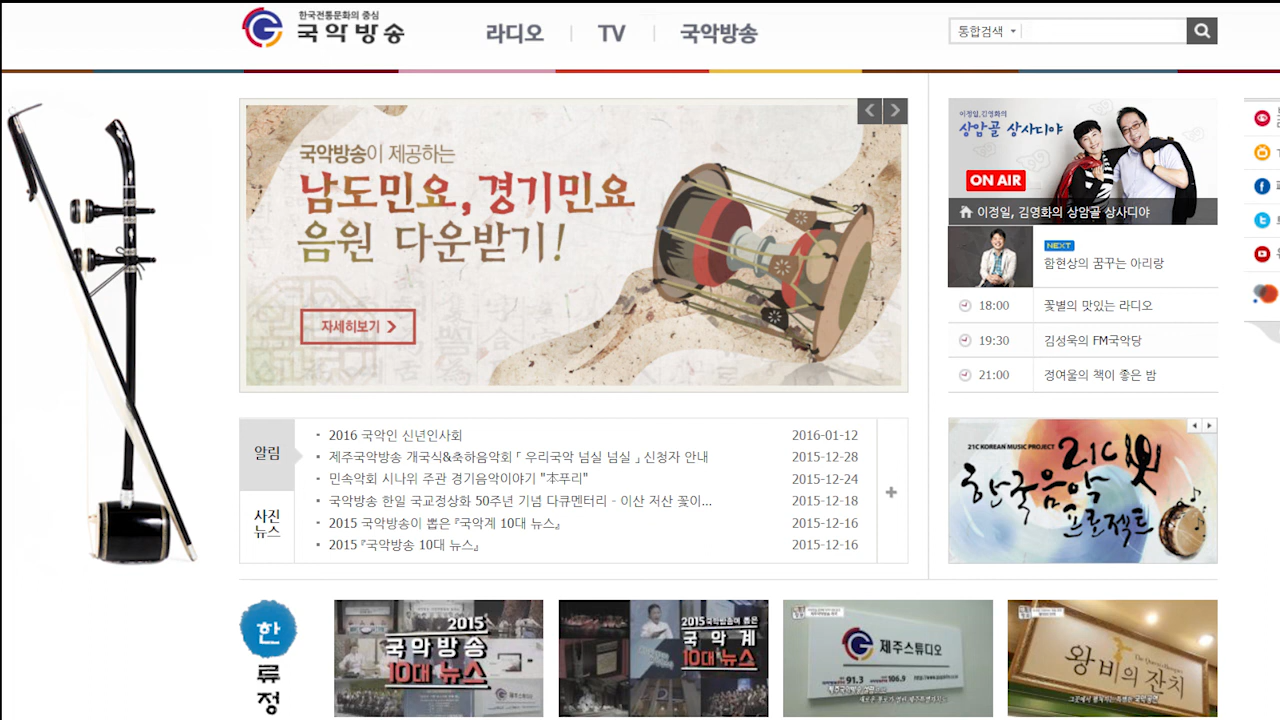 한국전통문화의 중심
국악방송
라디오
TV
국악방송
통합검색
국악방송이 제공하는
남도민요, 경기민요
음원 다운받기!
자세히보기
이정일, 김영화의
상암골 상사디야
ON AIR
이정일, 김영화의 상암골 상사디야
NEXT
함현상의 꿈꾸는 아리랑
18:00 꽃별의 맛있는 라디오
19:30 김성욱의 FM국악당
21:00 정여울의 책이 좋은 밤
알림
사진
뉴스
2016 국악인 신년인사회 2016-01-12
제주국악방송 개국식&축하음악회「 우리국악 넘실 넘실 」신청자 안내 2015-12-28
민속악회 시나위 주관 경기음악이야기 "本푸리" 2015-12-24
국악방송 한일 국교정상화 50주년 기념 다큐멘터리 - 이산 저산 꽃이... 2015-12-18
2015 국악방송이 뽑은『국악계 10대 뉴스』 2015-12-16
2015『국악방송 10대 뉴스』 2015-12-16
21C KOREAN MUSIC PROJECT
21C
한국음악
프로젝트
한
류
정
2015
국악방송
10대 뉴스
2015 국악방송이 뽑은
국악계
10대 뉴스
제주스튜디오
91.3
106.9
왕비의 잔치
The Queen's Banquet